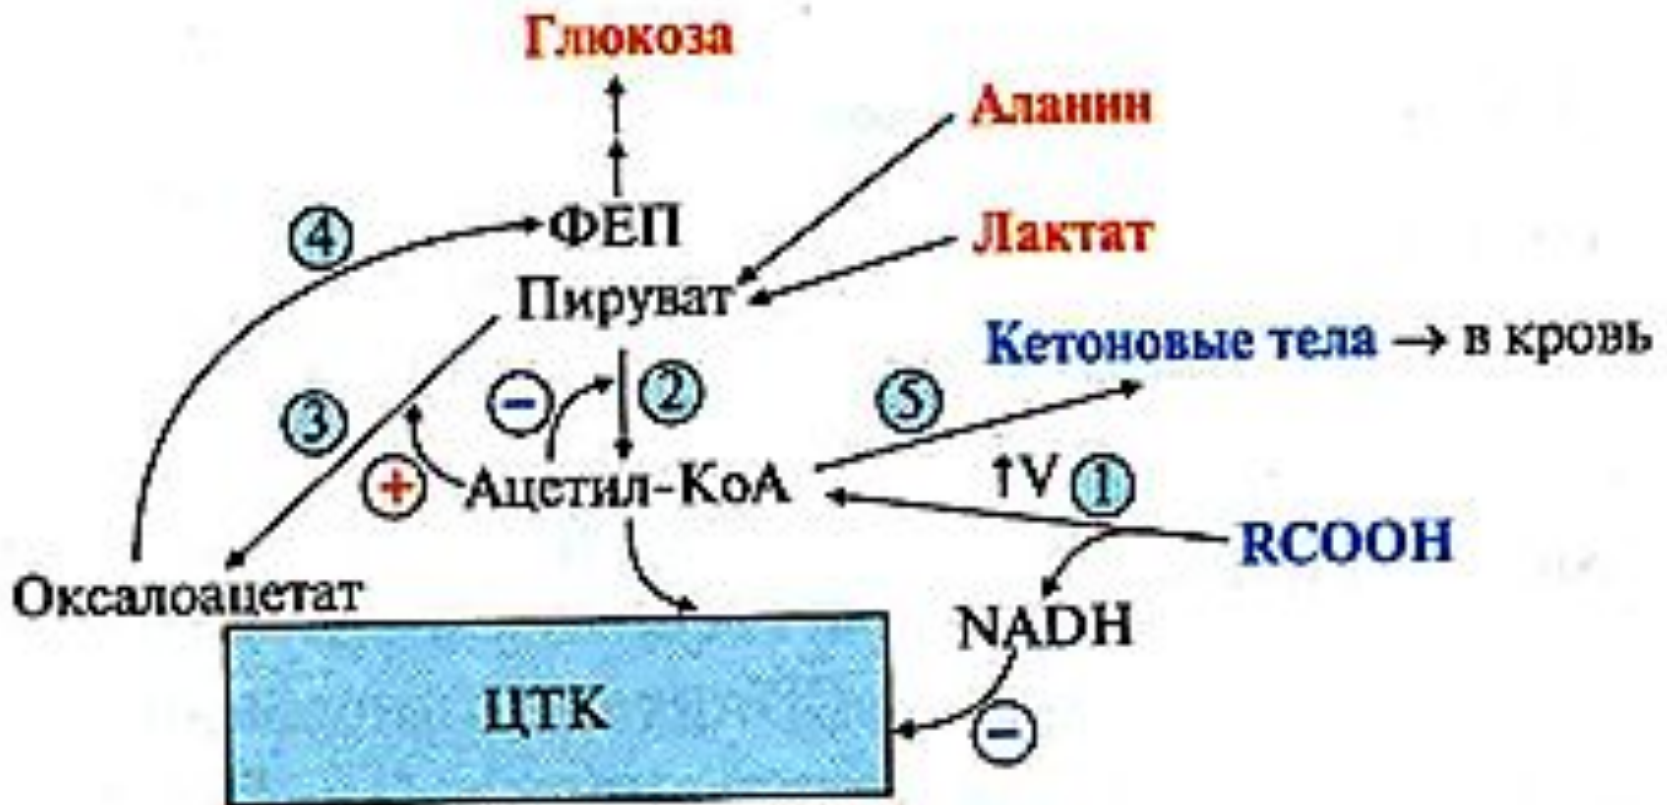 Глюкоза
Аланин
4
ФЕП
Лактат
Пируват
Кетоновые тела → в кровь
3
−
2
5
+
Ацетил-КоА
↑V 1
RCOOH
Оксалоацетат
NADH
ЦТК
−